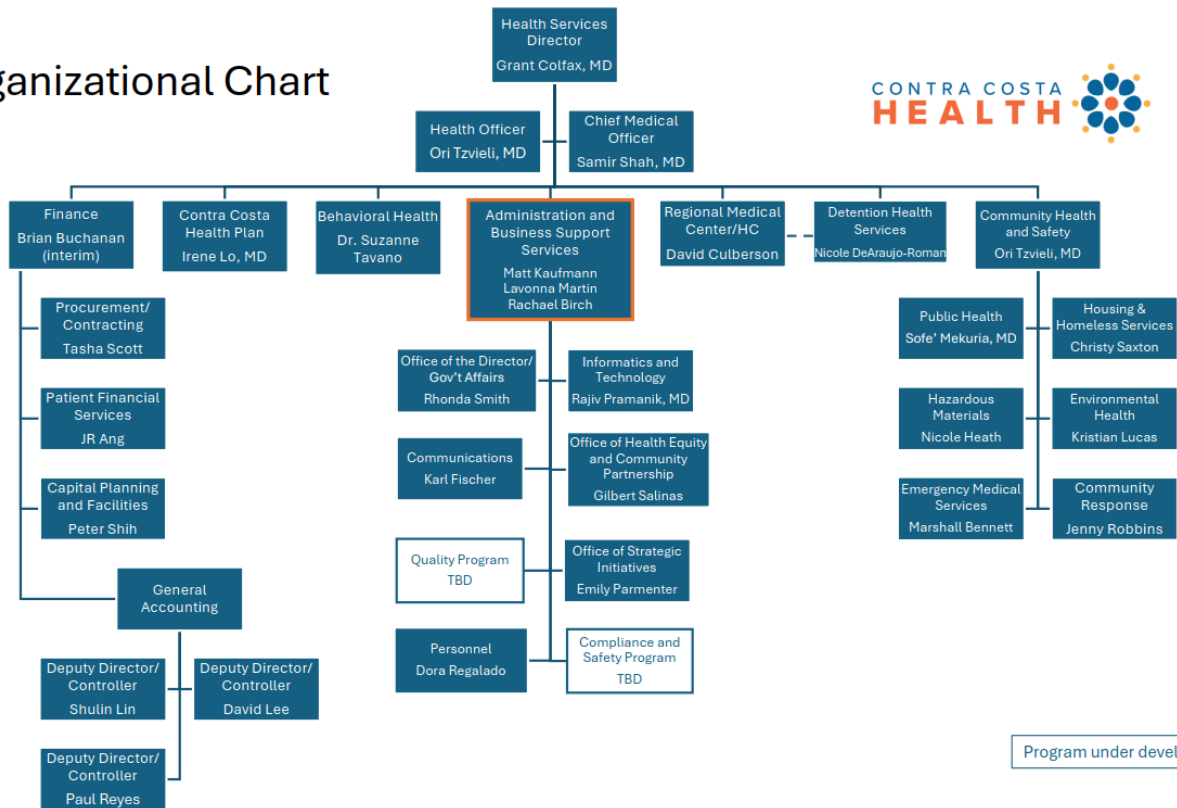 Health Services
Director
Grant Colfax, MD
ganizational Chart
CONTRA COSTA
HEALTH
Health Officer
Ori Tzvieli, MD
Chief Medical
Officer
Samir Shah, MD
Finance
Brian Buchanan
(interim)
Contra Costa
Health Plan
Irene Lo, MD
Behavioral Health
Dr. Suzanne
Tavano
Administration and
Business Support
Services
Matt Kaufmann
Lavonna Martin
Rachael Birch
Regional Medical
Center/HC
David Culberson
Detention Health
Services
Nicole DeAraujo-Roman
Community Health
and Safety
Ori Tzvieli, MD
Procurement/
Contracting
Tasha Scott
Patient Financial
Services
JR Ang
Capital Planning
and Facilities
Peter Shih
General
Accounting
Deputy Director/
Controller
Shulin Lin
Deputy Director/
Controller
David Lee
Deputy Director/
Controller
Paul Reyes
Office of the Director/
Gov't Affairs
Rhonda Smith
Informatics and
Technology
Rajiv Pramanik, MD
Communications
Karl Fischer
Office of Health Equity
and Community
Partnership
Gilbert Salinas
Quality Program
TBD
Office of Strategic
Initiatives
Emily Parmenter
Personnel
Dora Regalado
Compliance and
Safety Program
TBD
Public Health
Sofe' Mekuria, MD
Housing &
Homeless Services
Christy Saxton
Hazardous
Materials
Nicole Heath
Environmental
Health
Kristian Lucas
Emergency Medical
Services
Marshall Bennett
Community
Response
Jenny Robbins
Program under devel